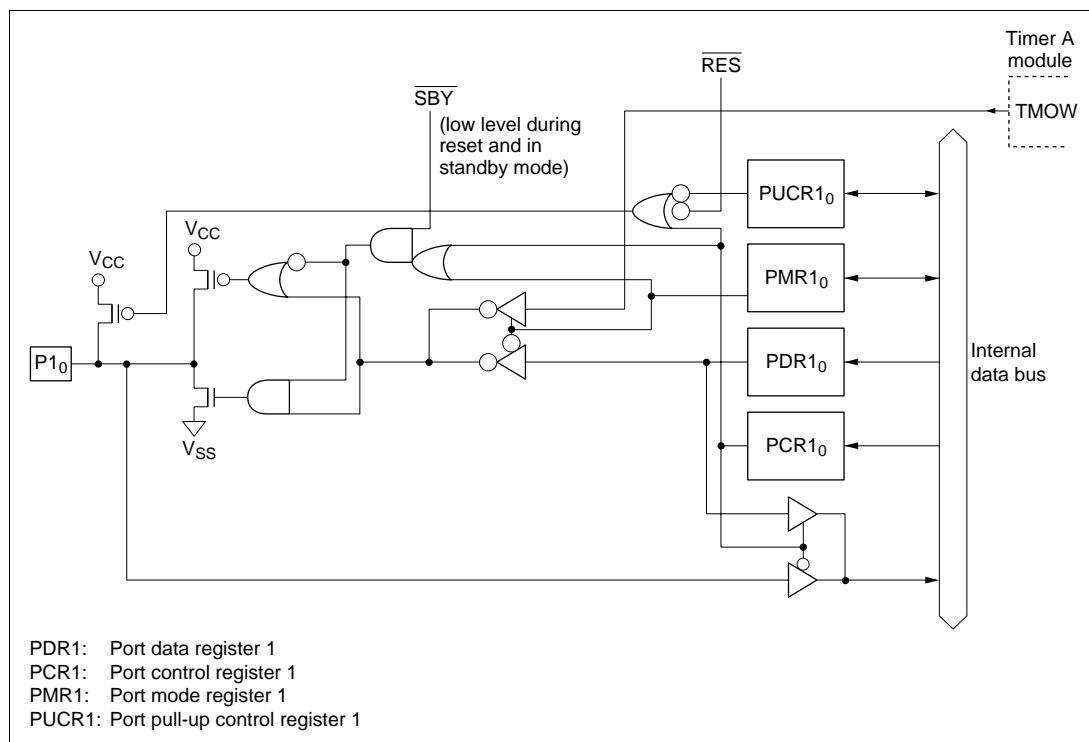 Timer A
module
TMOW
RES
SBY
(low level during
reset and in
standby mode)
PUCR1₀
VCC
VCC
PMR1₀
P1₀
PDR1₀
Internal
data bus
PCR1₀
VSS
PDR1: Port data register 1
PCR1: Port control register 1
PMR1: Port mode register 1
PUCR1: Port pull-up control register 1